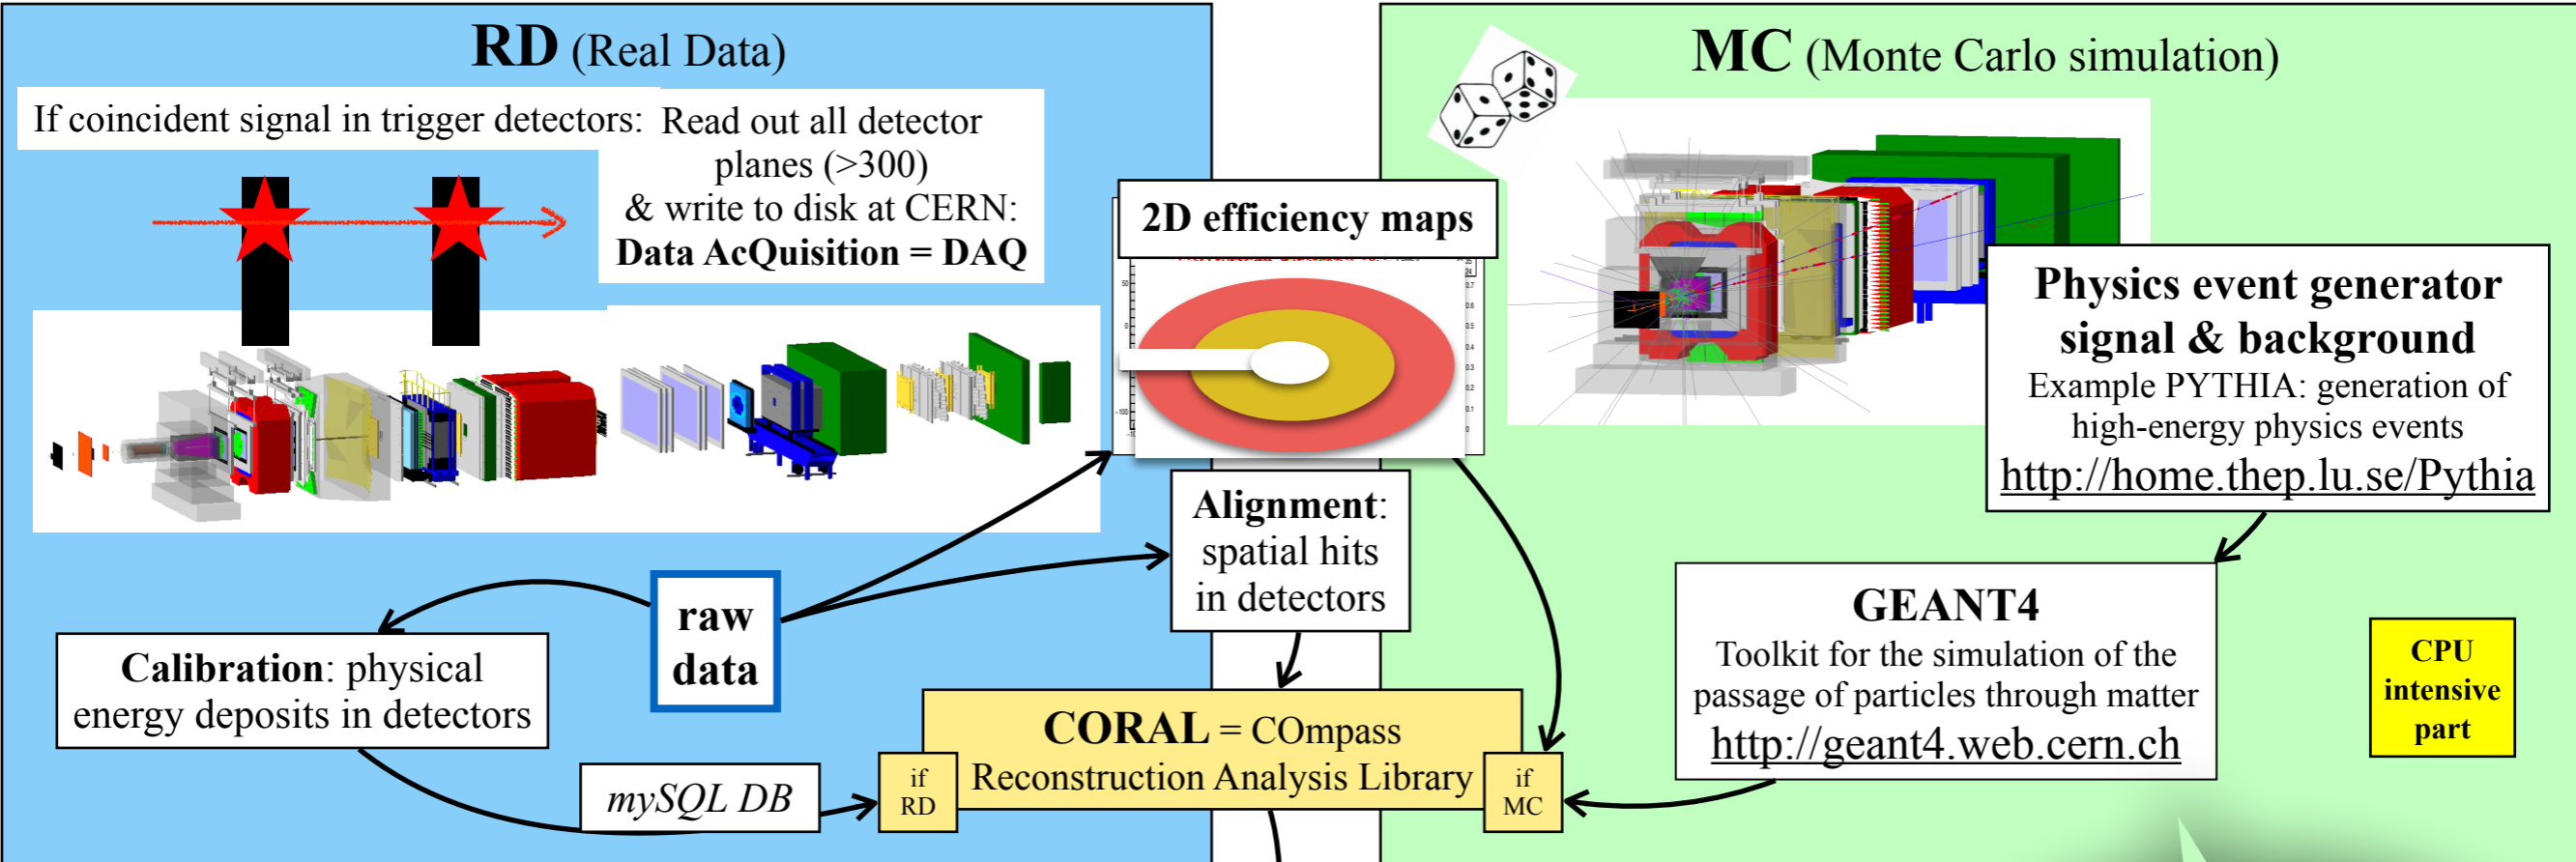 RD (Real Data)
If coincident signal in trigger detectors:
Read out all detector
planes (>300)
& write to disk at CERN:
Data AcQuisition = DAQ
2D efficiency maps
Alignment:
spatial hits
in detectors
raw
data
Calibration: physical
energy deposits in detectors
mySQL DB
if
RD
CORAL = COmpass
Reconstruction Analysis Library
if
MC
MC (Monte Carlo simulation)
Physics event generator
signal & background
Example PYTHIA: generation of
high-energy physics events
http://home.thep.lu.se/Pythia
GEANT4
Toolkit for the simulation of the
passage of particles through matter
http://geant4.web.cern.ch
CPU
intensive
part